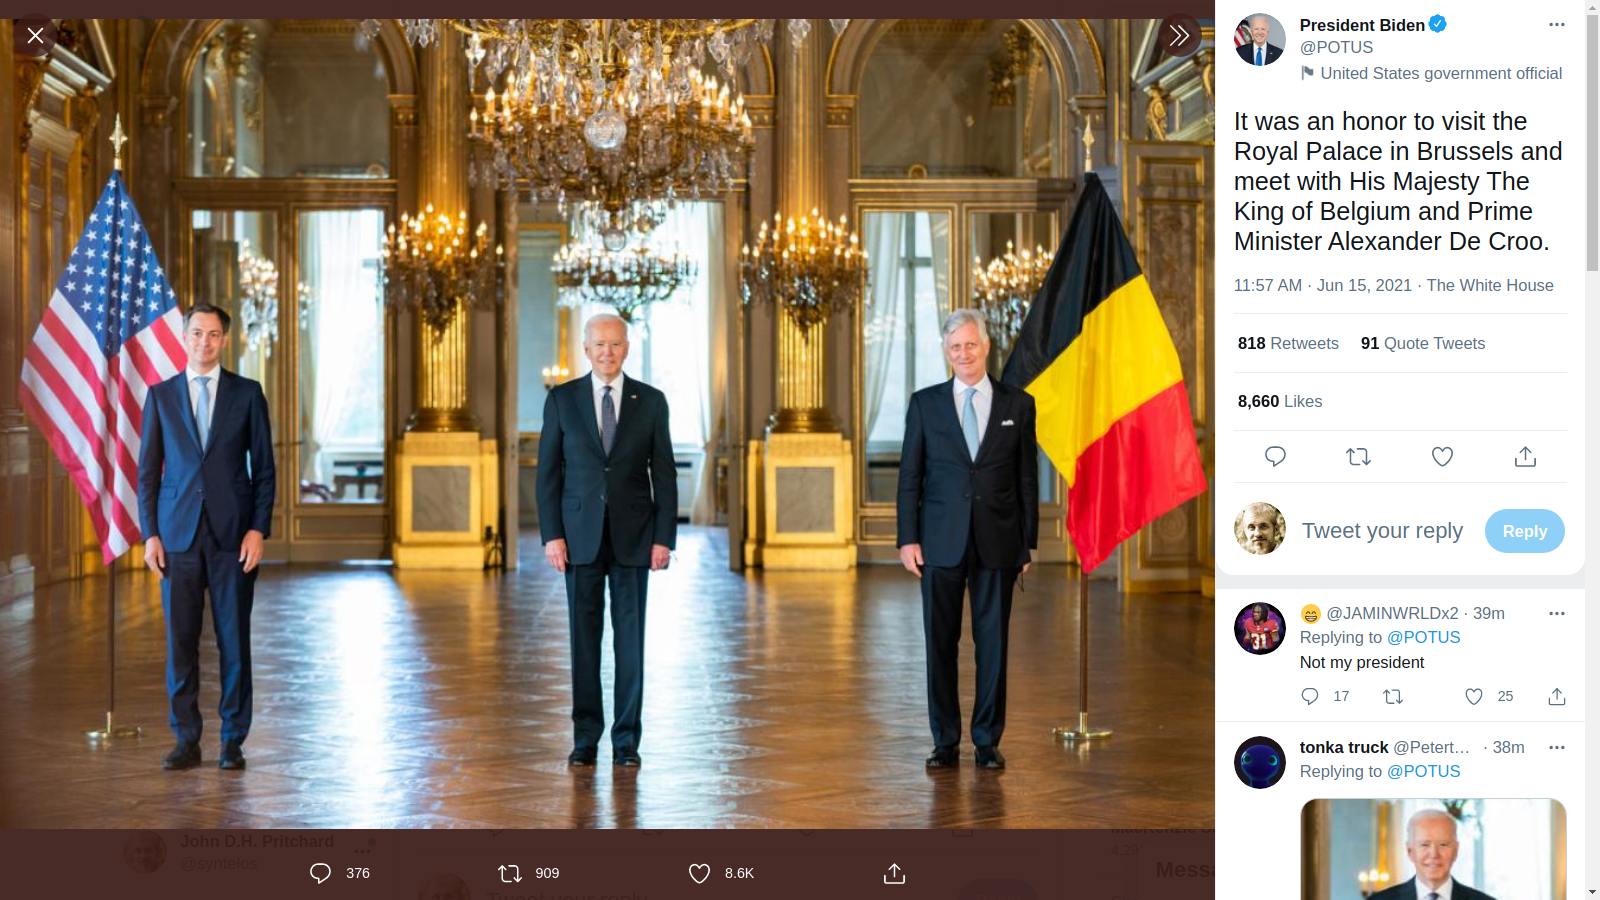 President Biden
@POTUS
United States government official
It was an honor to visit the
Royal Palace in Brussels and
meet with His Majesty The
King of Belgium and Prime
Minister Alexander De Croo.
11:57 AM · Jun 15, 2021 · The White House
818 Retweets 91 Quote Tweets
8,660 Likes
Tweet your reply
Reply
😁 @JAMINWRLDx2 · 39m
Replying to @POTUS
Not my president
17
25
tonka truck @Petert… · 38m
Replying to @POTUS
John D.H. Pritchard
@syntelos
376
909
8.6K
Tweet your reply